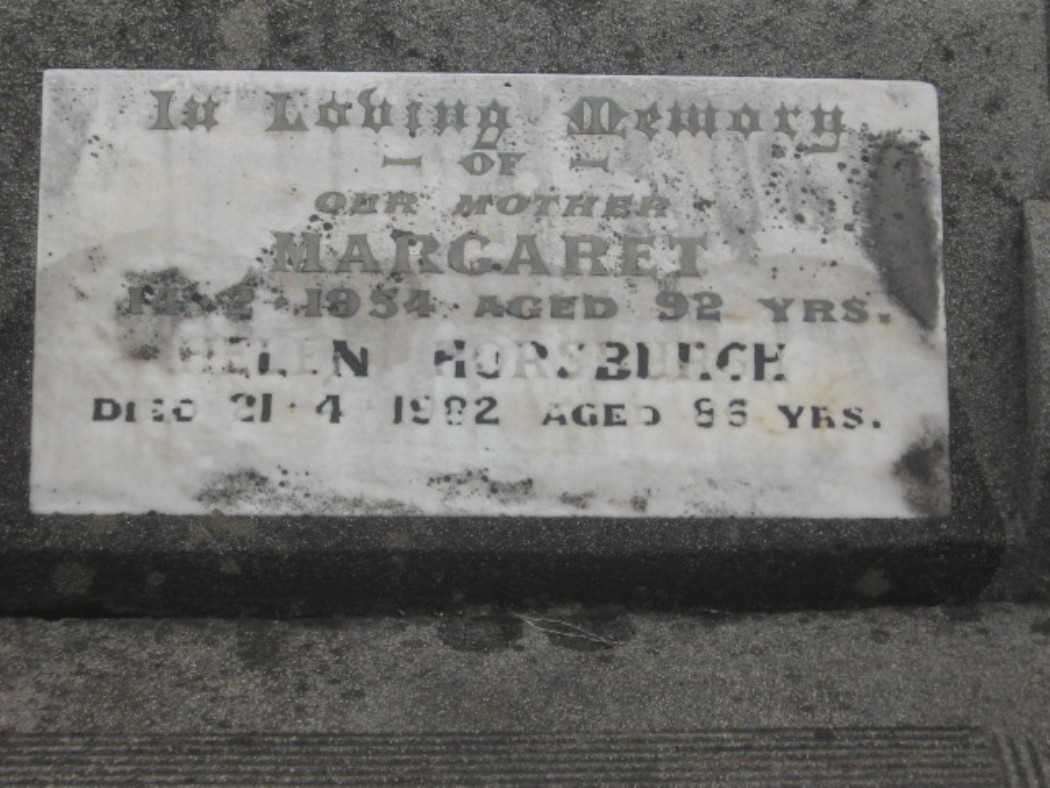 In Loving Memory
- OF -
OUR MOTHER
MARGARET
14·2·1954 AGED 92 YRS.
HELEN HORSBURGH
DIED 21·4 1982 AGED 86 YRS.